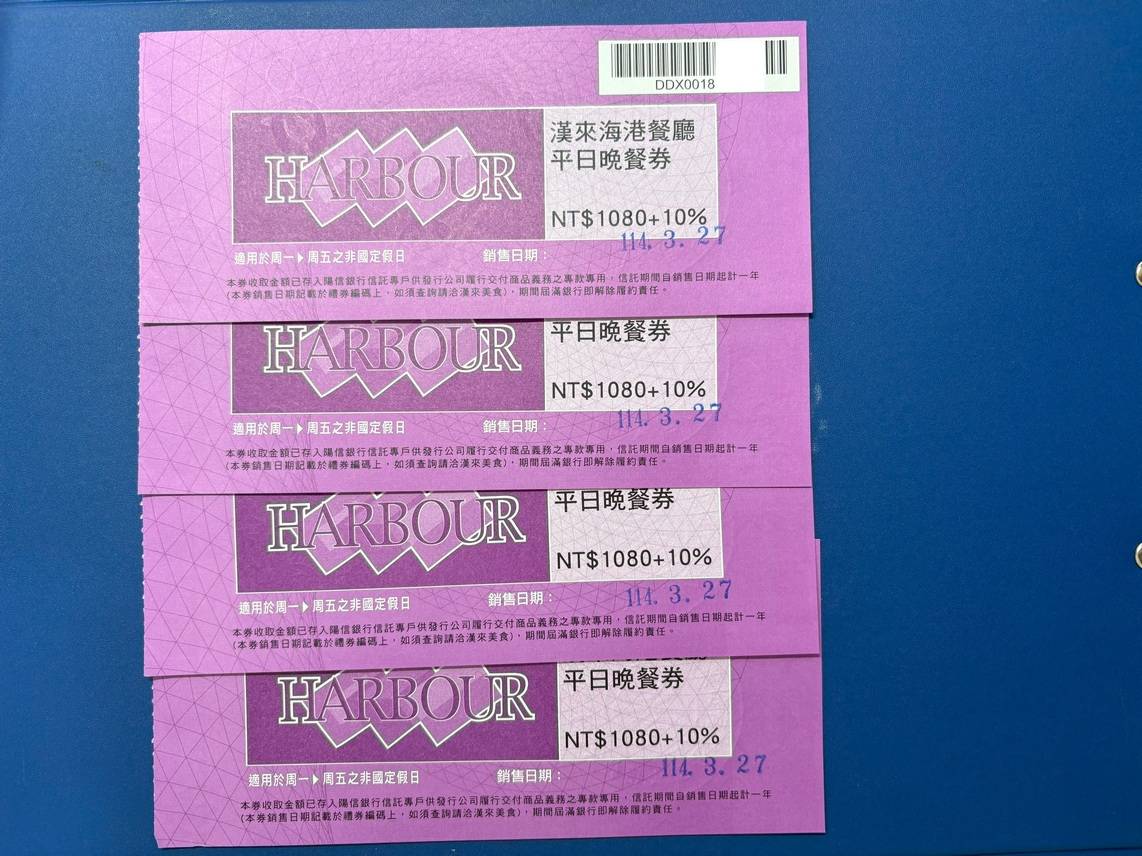 DDX0018
HARBOUR
漢來海港餐廳
平日晚餐券
NT$1080+10%
適用於周一▶周五之非國定假日 銷售日期：114. 3. 27
本券收取金額已存入陽信銀行信託專戶供發行公司履行交付商品義務之專款專用，信託期間自銷售日期起計一年
(本券銷售日期記載於禮券編碼上，如須查詢請洽漢來美食)，期間屆滿銀行即解除履約責任。
HARBOUR
平日晚餐券
NT$1080+10%
適用於周一▶周五之非國定假日 銷售日期：114. 3. 27
本券收取金額已存入陽信銀行信託專戶供發行公司履行交付商品義務之專款專用，信託期間自銷售日期起計一年
(本券銷售日期記載於禮券編碼上，如須查詢請洽漢來美食)，期間屆滿銀行即解除履約責任。
HARBOUR
平日晚餐券
NT$1080+10%
適用於周一▶周五之非國定假日 銷售日期：114. 3. 27
本券收取金額已存入陽信銀行信託專戶供發行公司履行交付商品義務之專款專用，信託期間自銷售日期起計一年
(本券銷售日期記載於禮券編碼上，如須查詢請洽漢來美食)，期間屆滿銀行即解除履約責任。
HARBOUR
平日晚餐券
NT$1080+10%
適用於周一▶周五之非國定假日 銷售日期：114. 3. 27
本券收取金額已存入陽信銀行信託專戶供發行公司履行交付商品義務之專款專用，信託期間自銷售日期起計一年
(本券銷售日期記載於禮券編碼上，如須查詢請洽漢來美食)，期間屆滿銀行即解除履約責任。